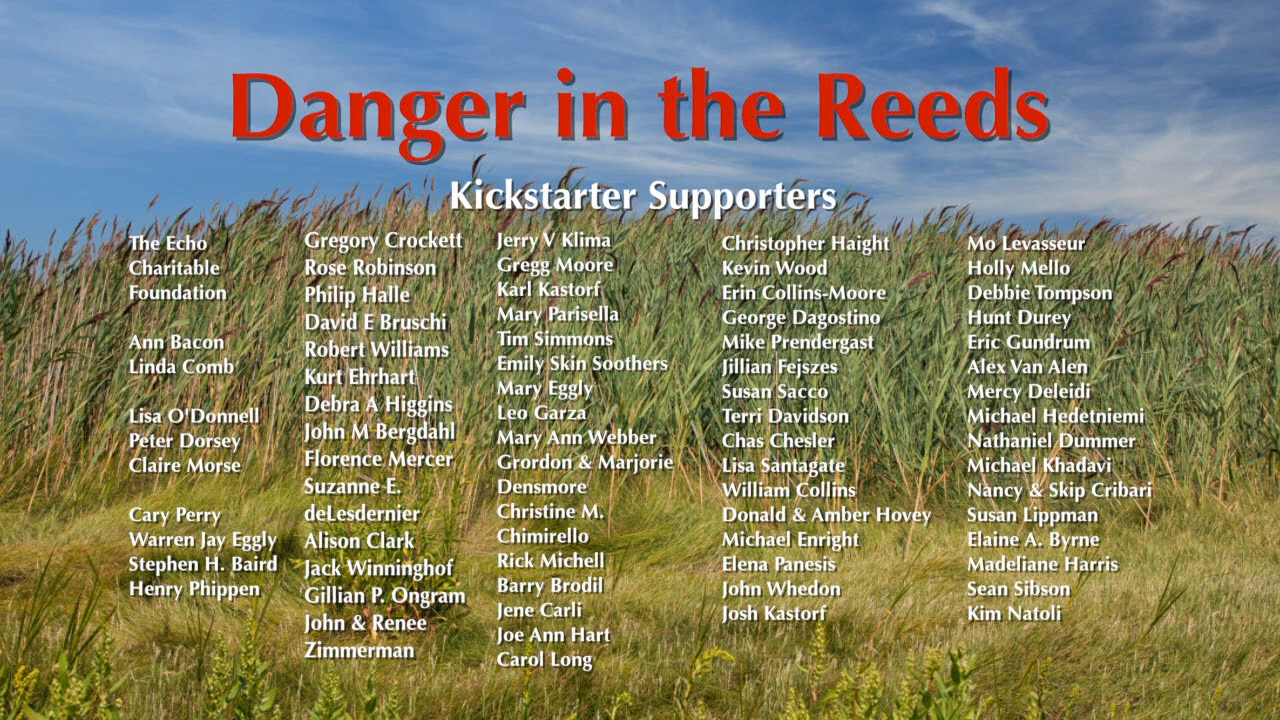 Danger in the Reeds
Kickstarter Supporters
The Echo
Charitable
Foundation
Ann Bacon
Linda Comb
Lisa O'Donnell
Peter Dorsey
Claire Morse
Cary Perry
Warren Jay Eggly
Stephen H. Baird
Henry Phippen
Gregory Crockett
Rose Robinson
Philip Halle
David E Bruschi
Robert Williams
Kurt Ehrhart
Debra A Higgins
John M Bergdahl
Florence Mercer
Suzanne E.
deLesdernier
Alison Clark
Jack Winninghof
Gillian P. Ongram
John & Renee
Zimmerman
Jerry V Klima
Gregg Moore
Karl Kastorf
Mary Parisella
Tim Simmons
Emily Skin Soothers
Mary Eggly
Leo Garza
Mary Ann Webber
Grordon & Marjorie
Densmore
Christine M.
Chimirello
Rick Michell
Barry Brodil
Jene Carli
Joe Ann Hart
Carol Long
Christopher Haight
Kevin Wood
Erin Collins-Moore
George Dagostino
Mike Prendergast
Jillian Fejszes
Susan Sacco
Terri Davidson
Chas Chesler
Lisa Santagate
William Collins
Donald & Amber Hovey
Michael Enright
Elena Panesis
John Whedon
Josh Kastorf
Mo Levasseur
Holly Mello
Debbie Tompson
Hunt Durey
Eric Gundrum
Alex Van Alen
Mercy Deleidi
Michael Hedetniemi
Nathaniel Dummer
Michael Khadavi
Nancy & Skip Cribari
Susan Lippman
Elaine A. Byrne
Madeliane Harris
Sean Sibson
Kim Natoli